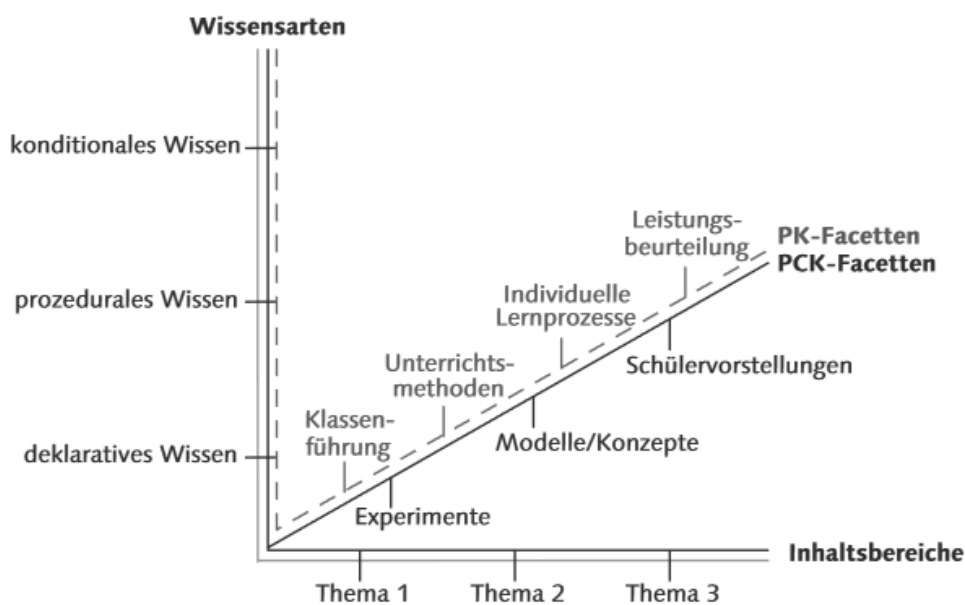 Wissensarten
konditionales Wissen
Leistungs-
beurteilung
PK-Facetten
PCK-Facetten
prozedurales Wissen
Individuelle
Lernprozesse
Schülervorstellungen
Unterrichts-
methoden
Klassen-
führung
Modelle/Konzepte
deklaratives Wissen
Experimente
Inhaltsbereiche
Thema 1
Thema 2
Thema 3